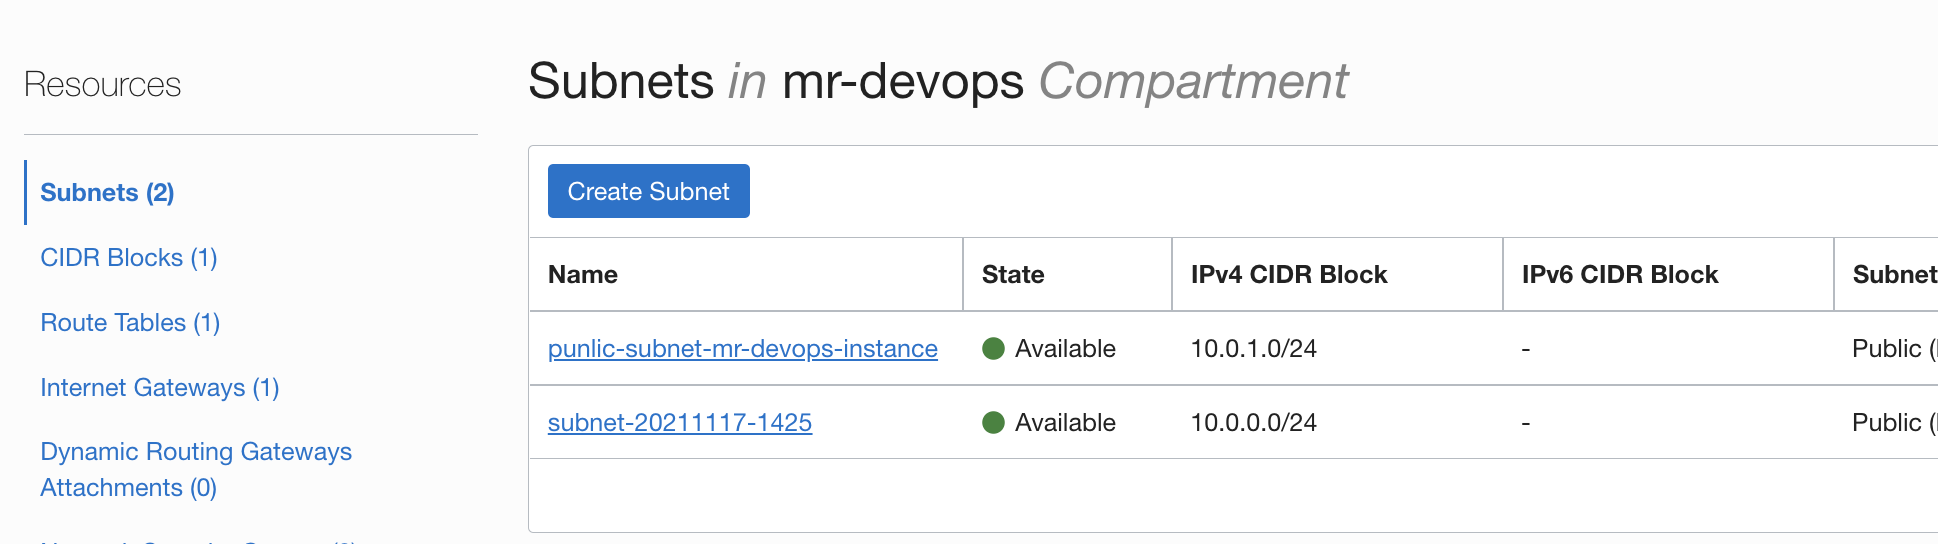 Resources
Subnets (2)
CIDR Blocks (1)
Route Tables (1)
Internet Gateways (1)
Dynamic Routing Gateways
Attachments (0)
Subnets in mr-devops Compartment
Create Subnet
Name State IPv4 CIDR Block IPv6 CIDR Block Subnet
punlic-subnet-mr-devops-instance Available 10.0.1.0/24 - Public (
subnet-20211117-1425 Available 10.0.0.0/24 - Public (